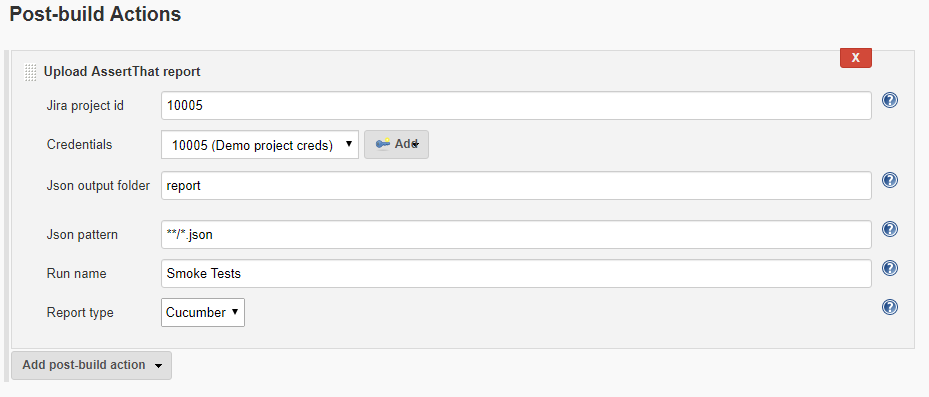 Post-build Actions
X
Upload AssertThat report
Jira project id 10005 ?
Credentials 10005 (Demo project creds) Add
Json output folder report ?
Json pattern **/*.json ?
Run name Smoke Tests ?
Report type Cucumber ?
Add post-build action